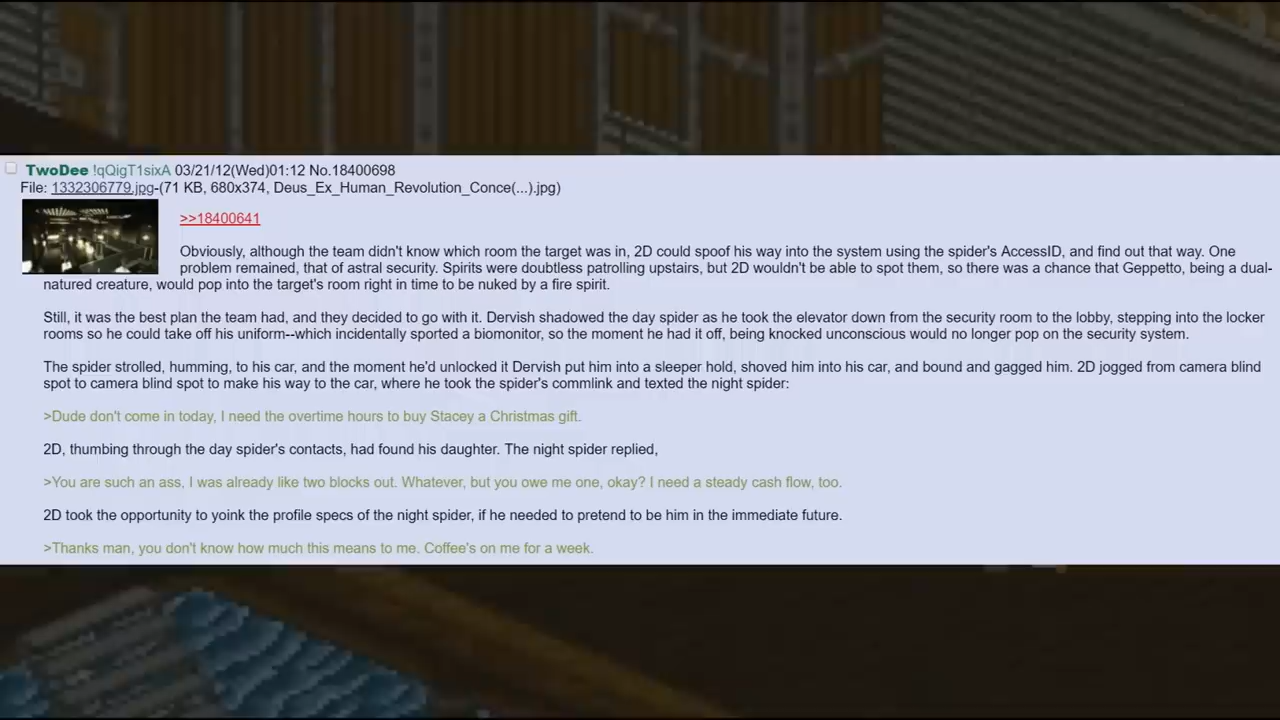 TwoDee !qQigT1sixA 03/21/12(Wed)01:12 No.18400698
File: 1332306779.jpg-(71 KB, 680x374, Deus_Ex_Human_Revolution_Conce(...).jpg)
>>18400641
Obviously, although the team didn't know which room the target was in, 2D could spoof his way into the system using the spider's AccessID, and find out that way. One
problem remained, that of astral security. Spirits were doubtless patrolling upstairs, but 2D wouldn't be able to spot them, so there was a chance that Geppetto, being a dual-
natured creature, would pop into the target's room right in time to be nuked by a fire spirit.
Still, it was the best plan the team had, and they decided to go with it. Dervish shadowed the day spider as he took the elevator down from the security room to the lobby, stepping into the locker
rooms so he could take off his uniform--which incidentally sported a biomonitor, so the moment he had it off, being knocked unconscious would no longer pop on the security system.
The spider strolled, humming, to his car, and the moment he'd unlocked it Dervish put him into a sleeper hold, shoved him into his car, and bound and gagged him. 2D jogged from camera blind
spot to camera blind spot to make his way to the car, where he took the spider's commlink and texted the night spider:
>Dude don't come in today, I need the overtime hours to buy Stacey a Christmas gift.
2D, thumbing through the day spider's contacts, had found his daughter. The night spider replied,
>You are such an ass, I was already like two blocks out. Whatever, but you owe me one, okay? I need a steady cash flow, too.
2D took the opportunity to yoink the profile specs of the night spider, if he needed to pretend to be him in the immediate future.
>Thanks man, you don't know how much this means to me. Coffee's on me for a week.